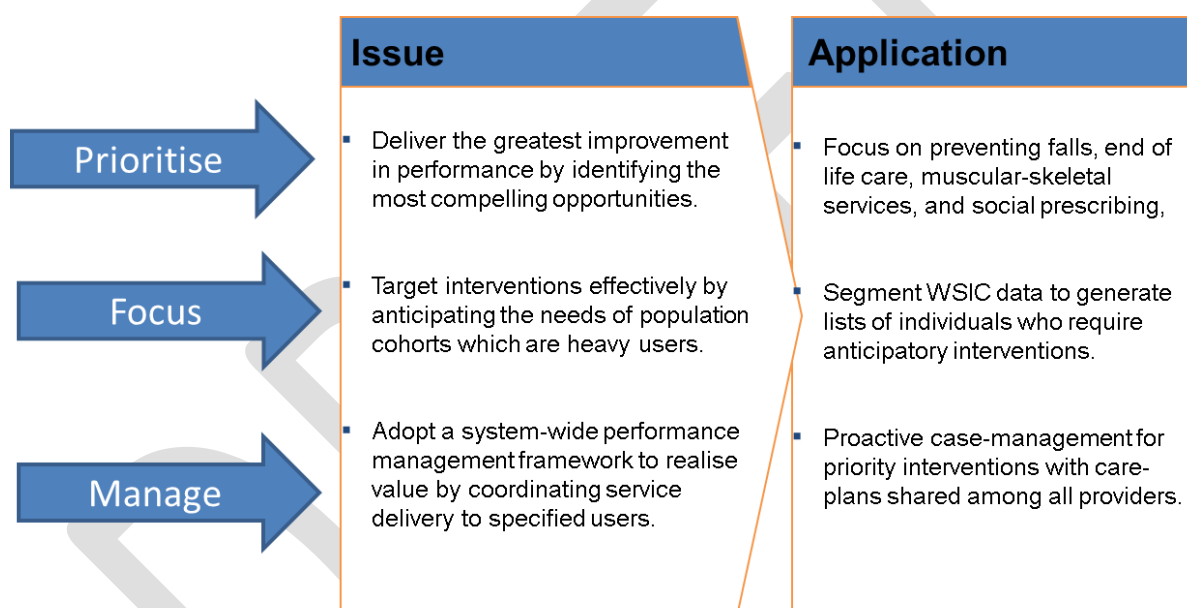 Issue
Application
Prioritise
Deliver the greatest improvement
in performance by identifying the
most compelling opportunities.
Focus on preventing falls, end of
life care, muscular-skeletal
services, and social prescribing,
Focus
Target interventions effectively by
anticipating the needs of population
cohorts which are heavy users.
Segment WSIC data to generate
lists of individuals who require
anticipatory interventions.
Manage
Adopt a system-wide performance
management framework to realise
value by coordinating service
delivery to specified users.
Proactive case-management for
priority interventions with care-
plans shared among all providers.